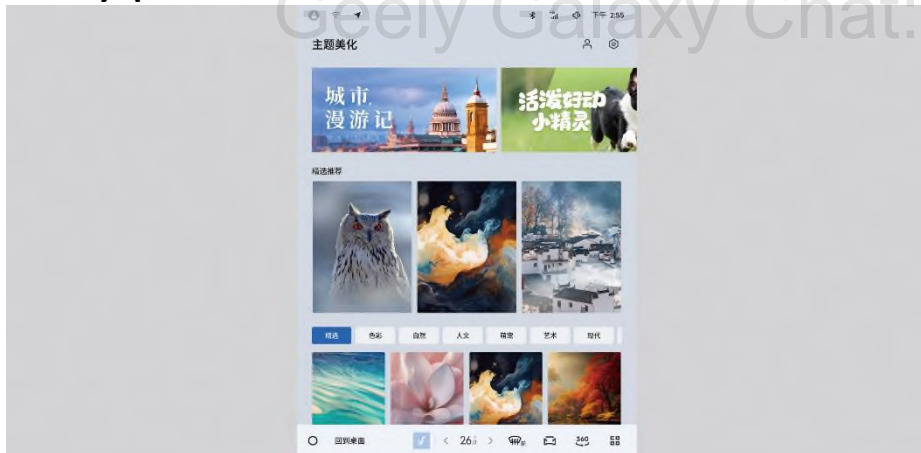 Geely Galaxy Chat:
下午 2:55
主题美化
城市
漫游记
活泼好动
小精灵
精选推荐
精选 色彩 自然 人文 萌宠 艺术 现代
回到桌面 26.0 360